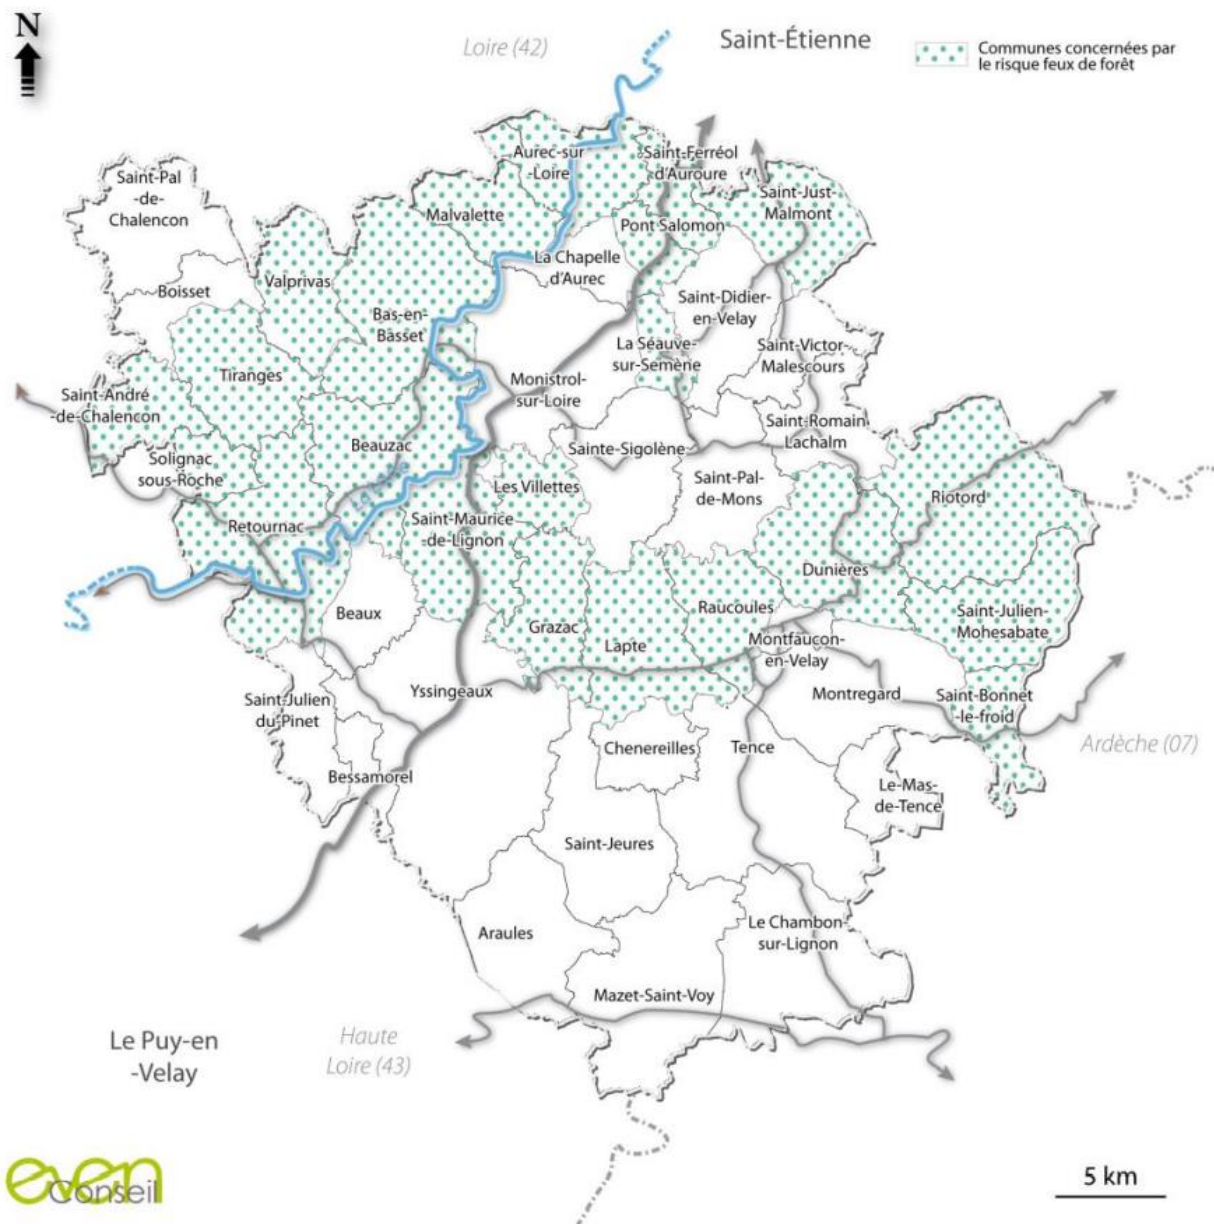 N
Loire (42)
Saint-Étienne
Communes concernées par
le risque feux de forêt
Aurec-sur
-Loire
Saint-Ferréol
d'Auroure
Saint-Pal
-de-
Chalencon
Saint-Just-
Malmont
Malvalette
Pont Salomon
La Chapelle
d'Aurec
Boisset
Valprivas
Saint-Didier-
en-Velay
Bas-en-
Basset
La Séauve-
sur-Semène
Saint-Victor-
Malescours
Tiranges
Monistrol-
sur-Loire
Saint-André
-de-Chalencon
Saint-Romain
Lachalm
Beauzac
Sainte-Sigolène
Solignac
sous-Roche
Saint-Pal-
de-Mons
Les Villettes
Riotord
La Loire
Retournac
Saint-Maurice
-de-Lignon
Dunières
Beaux
Raucoules
Saint-Julien-
Mohesabate
Grazac
Lapte
Montfaucon-
en-Velay
Yssingeaux
Montregard
Saint-Bonnet
-le-froid
Saint-Julien
du-Pinet
Chenereilles
Tence
Ardèche (07)
Bessamorel
Le-Mas-
de-Tence
Saint-Jeures
Araules
Le Chambon-
sur-Lignon
Mazet-Saint-Voy
Le Puy-en
-Velay
Haute
Loire (43)
even
Conseil
5 km